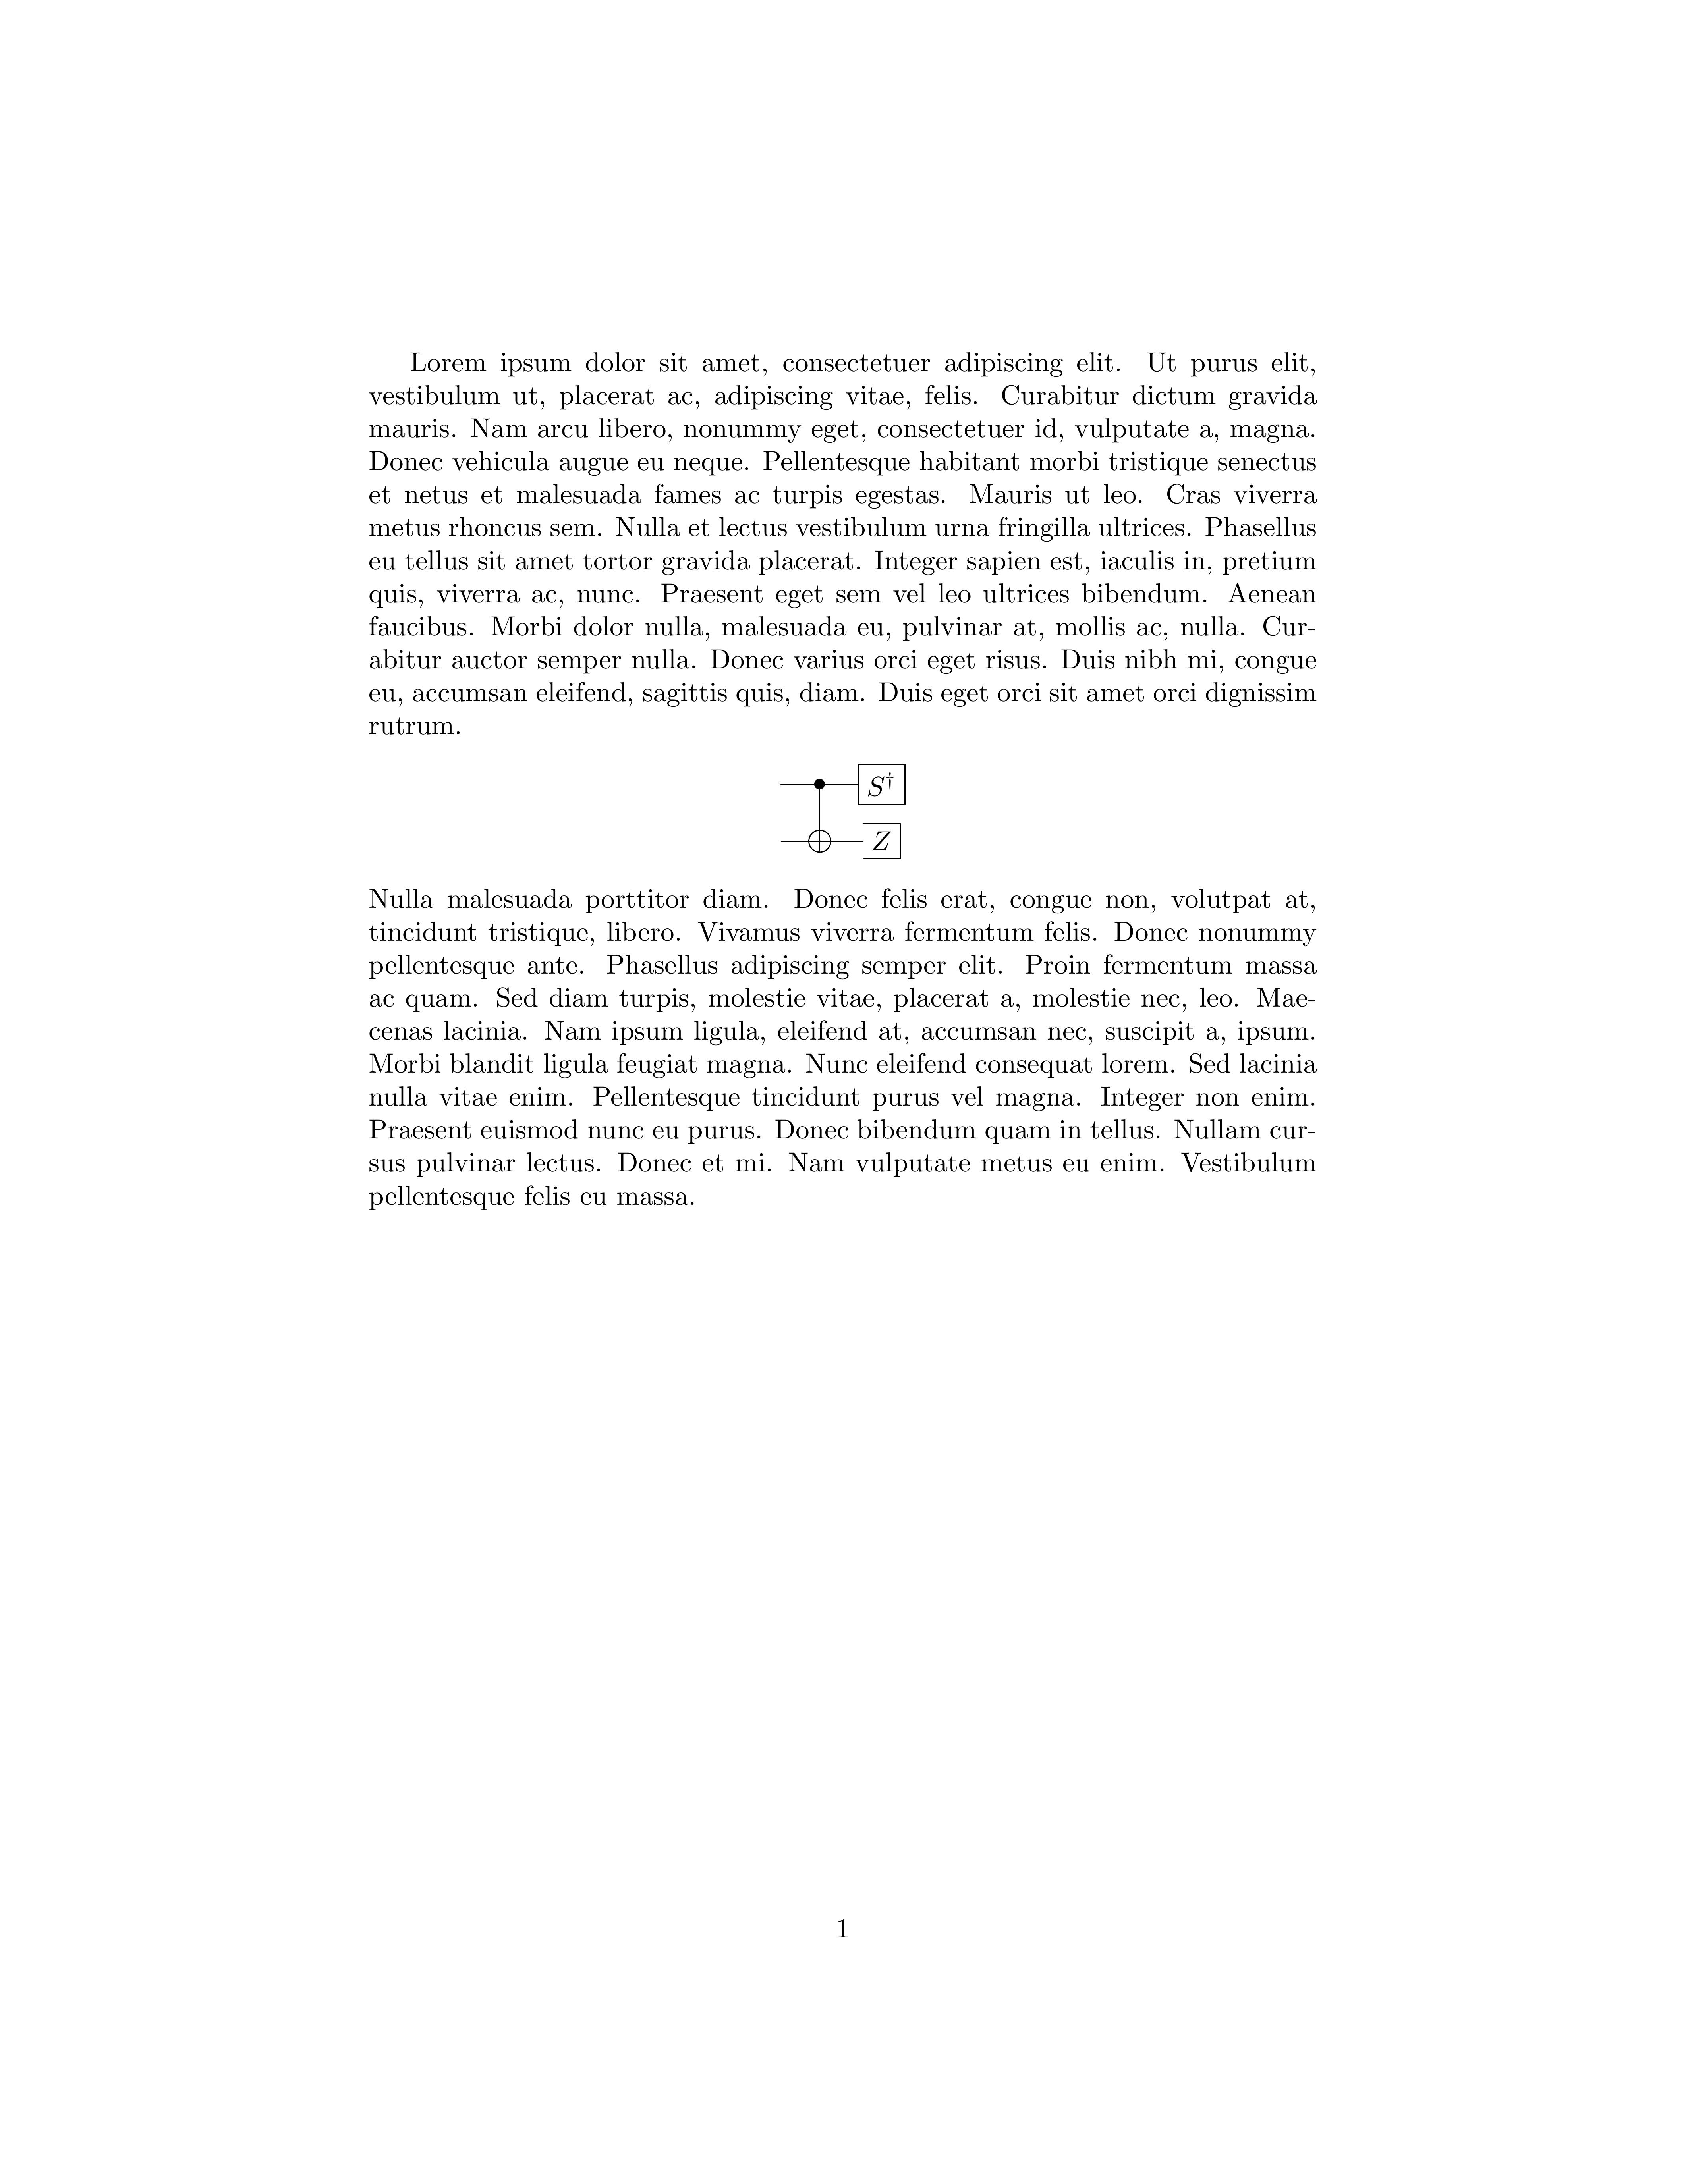 Lorem ipsum dolor sit amet, consectetuer adipiscing elit. Ut purus elit,
vestibulum ut, placerat ac, adipiscing vitae, felis. Curabitur dictum gravida
mauris. Nam arcu libero, nonummy eget, consectetuer id, vulputate a, magna.
Donec vehicula augue eu neque. Pellentesque habitant morbi tristique senectus
et netus et malesuada fames ac turpis egestas. Mauris ut leo. Cras viverra
metus rhoncus sem. Nulla et lectus vestibulum urna fringilla ultrices. Phasellus
eu tellus sit amet tortor gravida placerat. Integer sapien est, iaculis in, pretium
quis, viverra ac, nunc. Praesent eget sem vel leo ultrices bibendum. Aenean
faucibus. Morbi dolor nulla, malesuada eu, pulvinar at, mollis ac, nulla. Cur-
abitur auctor semper nulla. Donec varius orci eget risus. Duis nibh mi, congue
eu, accumsan eleifend, sagittis quis, diam. Duis eget orci sit amet orci dignissim
rutrum.
S†
Z
Nulla malesuada porttitor diam. Donec felis erat, congue non, volutpat at,
tincidunt tristique, libero. Vivamus viverra fermentum felis. Donec nonummy
pellentesque ante. Phasellus adipiscing semper elit. Proin fermentum massa
ac quam. Sed diam turpis, molestie vitae, placerat a, molestie nec, leo. Mae-
cenas lacinia. Nam ipsum ligula, eleifend at, accumsan nec, suscipit a, ipsum.
Morbi blandit ligula feugiat magna. Nunc eleifend consequat lorem. Sed lacinia
nulla vitae enim. Pellentesque tincidunt purus vel magna. Integer non enim.
Praesent euismod nunc eu purus. Donec bibendum quam in tellus. Nullam cur-
sus pulvinar lectus. Donec et mi. Nam vulputate metus eu enim. Vestibulum
pellentesque felis eu massa.
1